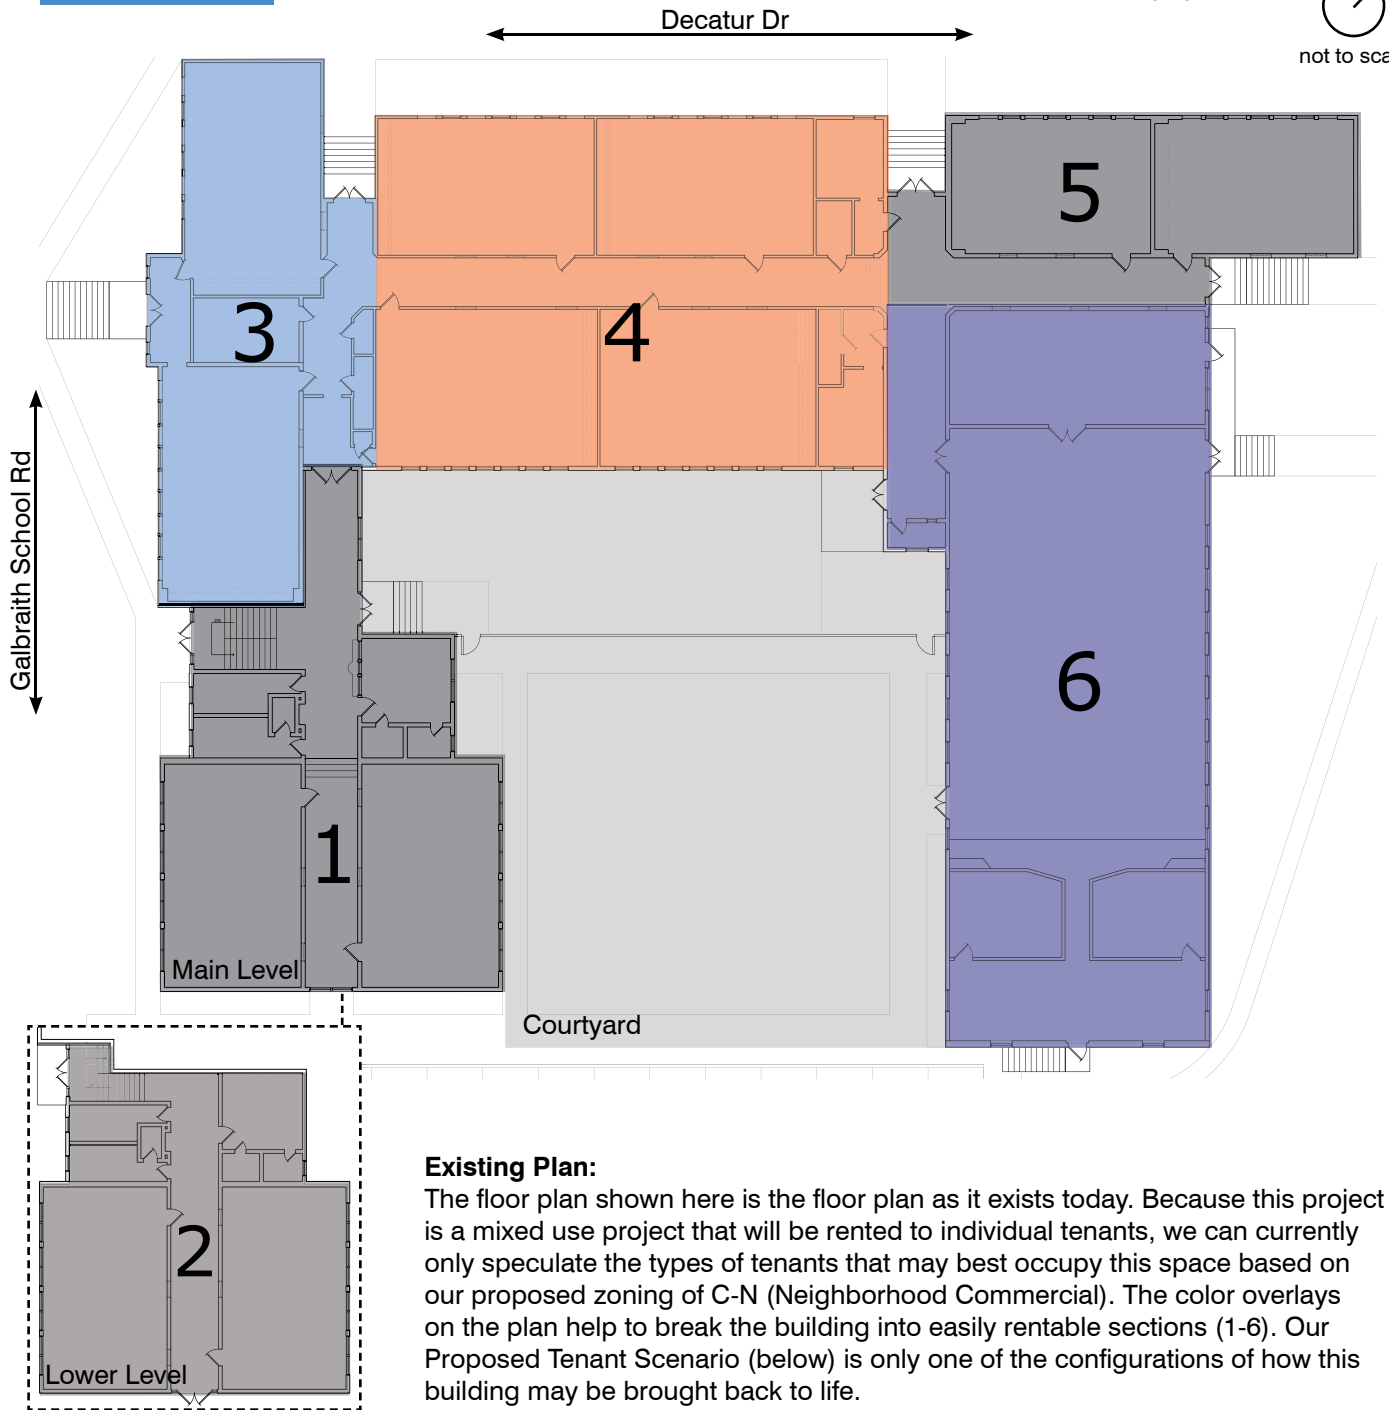 Decatur Dr
not to sca
5
3
4
Galbraith School Rd
6
1
Main Level
Courtyard
2
Lower Level
Existing Plan:
The floor plan shown here is the floor plan as it exists today. Because this project
is a mixed use project that will be rented to individual tenants, we can currently
only speculate the types of tenants that may best occupy this space based on
our proposed zoning of C-N (Neighborhood Commercial). The color overlays
on the plan help to break the building into easily rentable sections (1-6). Our
Proposed Tenant Scenario (below) is only one of the configurations of how this
building may be brought back to life.